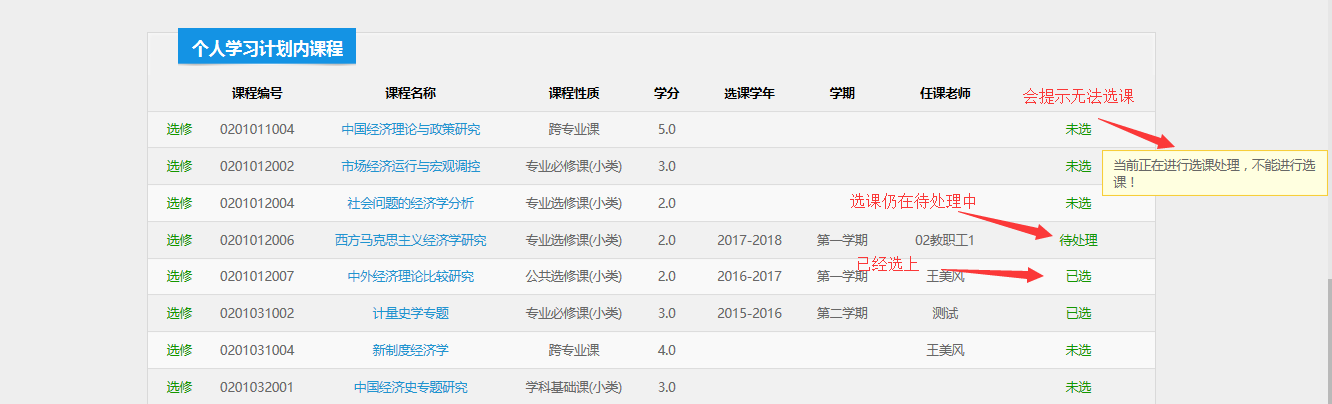 个人学习计划内课程
课程编号 课程名称 课程性质 学分 选课学年 学期 任课老师
会提示无法选课
选修 0201011004 中国经济理论与政策研究 跨专业课 5.0 未选
选修 0201012002 市场经济运行与宏观调控 专业必修课(小类) 3.0 未选
当前正在进行选课处理，不能进行选
课！
选修 0201012004 社会问题的经济学分析 专业选修课(小类) 2.0 未选
选课仍在待处理中
选修 0201012006 西方马克思主义经济学研究 专业选修课(小类) 2.0 2017-2018 第一学期 02教职工1 待处理
已经选上
选修 0201012007 中外经济理论比较研究 公共选修课(小类) 2.0 2016-2017 第一学期 王美风 已选
选修 0201031002 计量史学专题 专业必修课(小类) 3.0 2015-2016 第二学期 测试 已选
选修 0201031004 新制度经济学 跨专业课 4.0 王美风 未选
选修 0201032001 中国经济史专题研究 学科基础课(小类) 3.0 未选